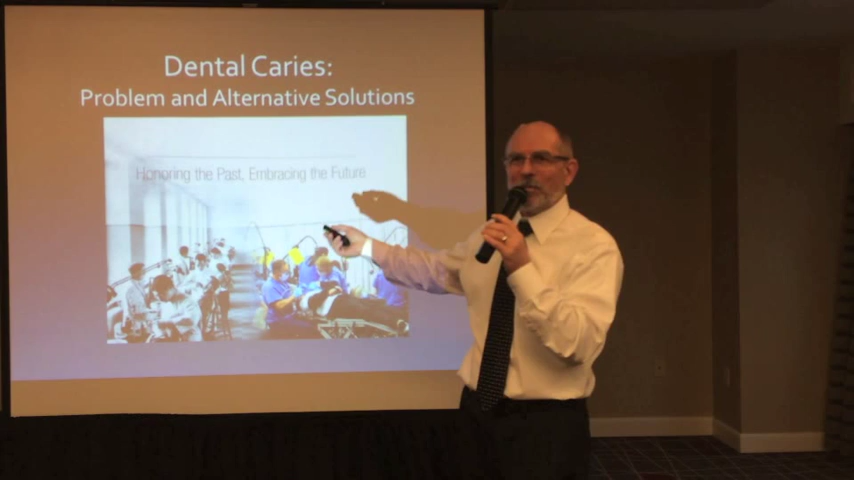 Dental Caries:
Problem and Alternative Solutions
Honoring the Past, Embracing the Future